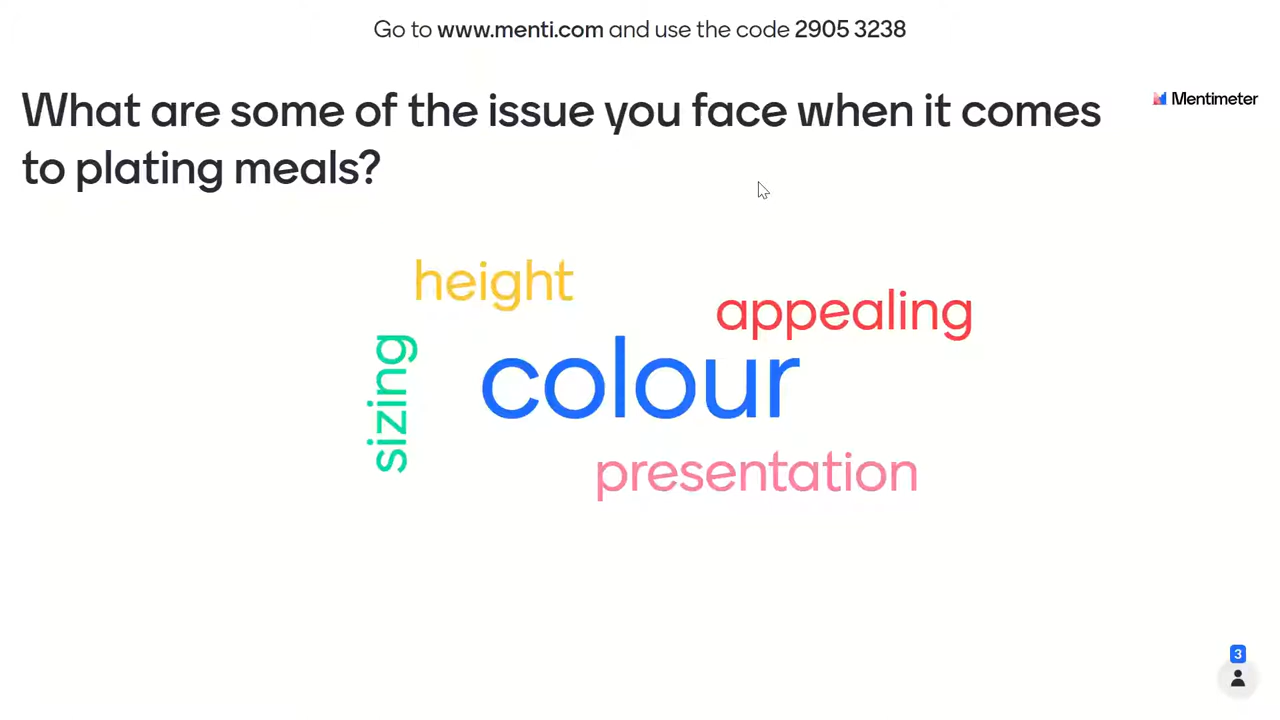 Go to www.menti.com and use the code 2905 3238
What are some of the issue you face when it comes
to plating meals?
Mentimeter
height
appealing
sizing
colour
presentation
3